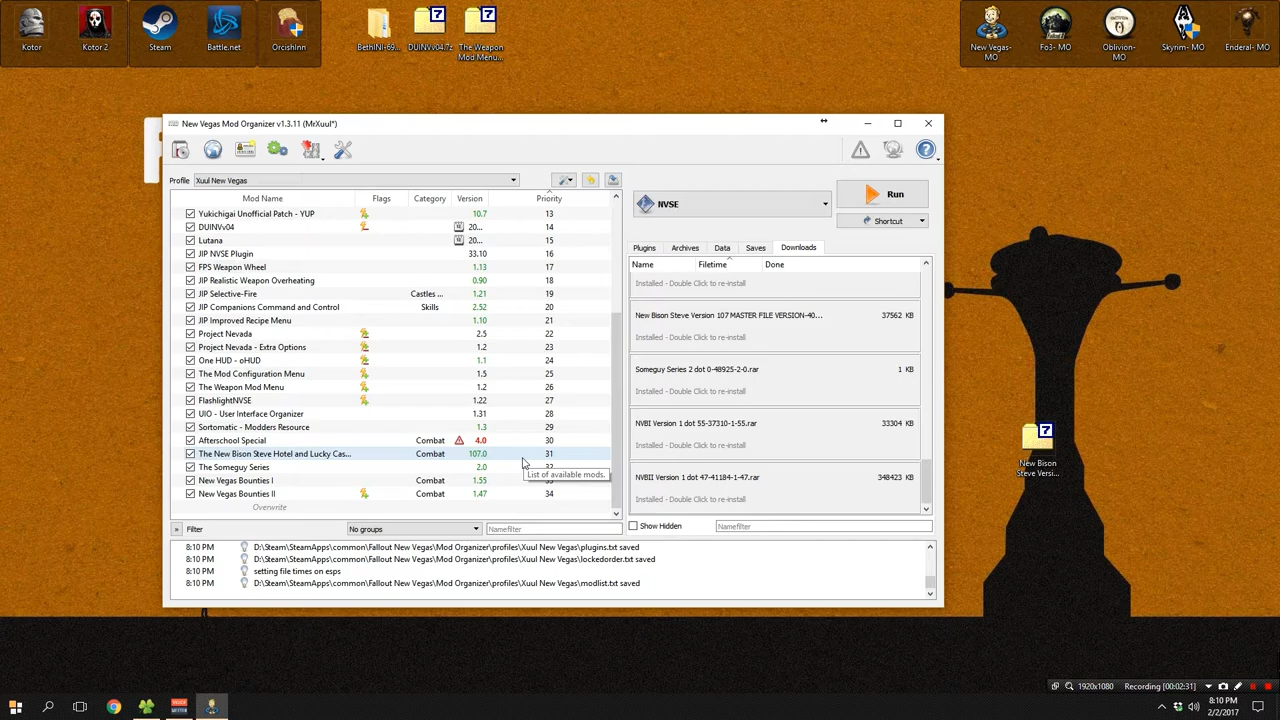 Kotor
Kotor 2
Steam
Battle.net
OrcishInn
BethINI-69...
DUINVv04.7z
The Weapon
Mod Menu...
New Vegas-
MO
Fo3- MO
Oblivion-
MO
Skyrim- MO
Enderal- MO
New Vegas Mod Organizer v1.3.11 (MrXuul*)
Profile Xuul New Vegas
Mod Name Flags Category Version Priority
Yukichigai Unofficial Patch - YUP 10.7 13
DUINVv04 20... 14
Lutana 20... 15
JIP NVSE Plugin 33.10 16
FPS Weapon Wheel 1.13 17
JIP Realistic Weapon Overheating 0.90 18
JIP Selective-Fire Castles ... 1.21 19
JIP Companions Command and Control Skills 2.52 20
JIP Improved Recipe Menu 1.10 21
Project Nevada 2.5 22
Project Nevada - Extra Options 1.2 23
One HUD - oHUD 1.1 24
The Mod Configuration Menu 1.5 25
The Weapon Mod Menu 1.2 26
FlashlightNVSE 1.22 27
UIO - User Interface Organizer 1.31 28
Sortomatic - Modders Resource 1.3 29
Afterschool Special Combat 4.0 30
The New Bison Steve Hotel and Lucky Cas... Combat 107.0 31
The Someguy Series Combat 2.0
List of available mods.
New Vegas Bounties I Combat 1.55 33
New Vegas Bounties II Combat 1.47 34
Overwrite
» Filter No groups Namefilter
NVSE
Run
Shortcut
Plugins Archives Data Saves Downloads
Name Filetime Done
Installed - Double Click to re-install
New Bison Steve Version 107 MASTER FILE VERSION-40... 37562 KB
Installed - Double Click to re-install
Someguy Series 2 dot 0-48925-2-0.rar 1 KB
Installed - Double Click to re-install
NVBI Version 1 dot 55-37310-1-55.rar 33304 KB
Installed - Double Click to re-install
NVBII Version 1 dot 47-41184-1-47.rar 348423 KB
Installed - Double Click to re-install
Show Hidden Namefilter
8:10 PM D:\Steam\SteamApps\common\Fallout New Vegas\Mod Organizer\profiles\Xuul New Vegas\plugins.txt saved
8:10 PM D:\Steam\SteamApps\common\Fallout New Vegas\Mod Organizer\profiles\Xuul New Vegas\lockedorder.txt saved
8:10 PM setting file times on esps
8:10 PM D:\Steam\SteamApps\common\Fallout New Vegas\Mod Organizer\profiles\Xuul New Vegas\modlist.txt saved
New Bison
Steve Versi...
1920x1080 Recording [00:02:31]
8:10 PM
2/2/2017